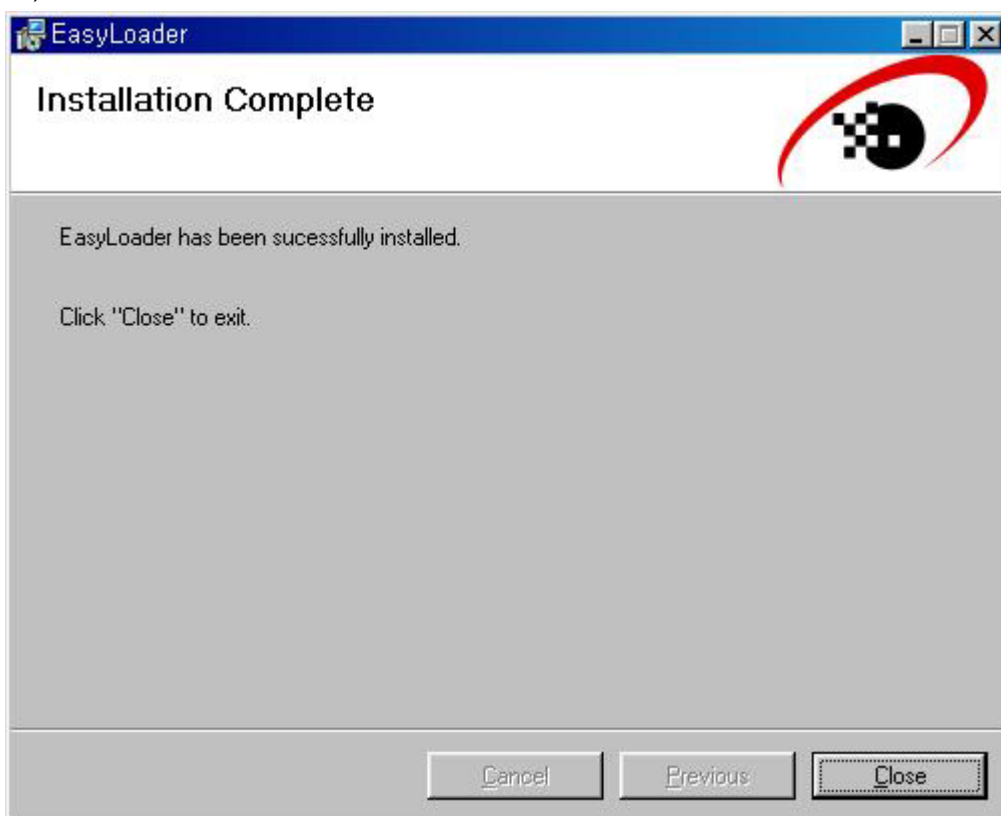 EasyLoader
Installation Complete
EasyLoader has been sucessfully installed.
Click "Close" to exit.
Cancel
Previous
Close